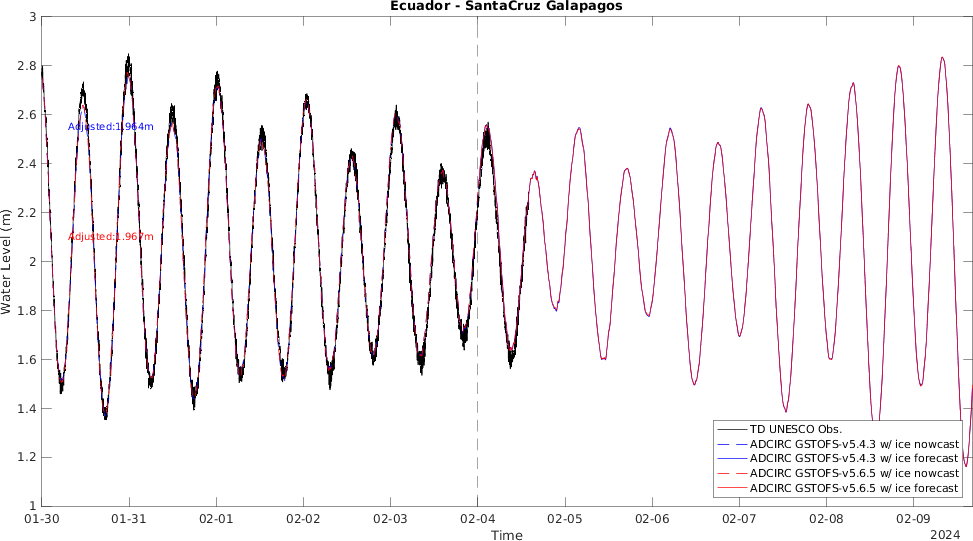 Ecuador - SantaCruz Galapagos
3
2.8
2.6
2.4
2.2
2
1.8
1.6
1.4
1.2
1
Water Level (m)
Adjusted:1.964m
Adjusted:1.967m
TD UNESCO Obs.
ADCIRC GSTOFS-v5.4.3 w/ ice nowcast
ADCIRC GSTOFS-v5.4.3 w/ ice forecast
ADCIRC GSTOFS-v5.6.5 w/ ice nowcast
ADCIRC GSTOFS-v5.6.5 w/ ice forecast
01-30 01-31 02-01 02-02 02-03 02-04 02-05 02-06 02-07 02-08 02-09
Time
2024